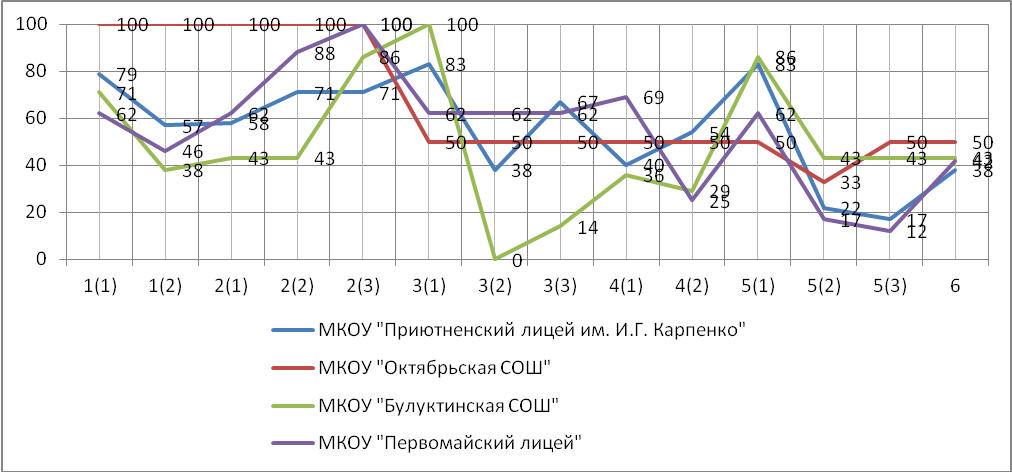 100 100 100 100 100 100 100
88 86 86
83 83
80 79
71 71 71 69
67
60 62 62 62 62 62 62
57 58
54
50 50 50 50 50 50 50 50
46
43 43 43 43 43
40 40
38 38 38
36
33
29
25
20 22
17 17
14
12
0 0
1(1) 1(2) 2(1) 2(2) 2(3) 3(1) 3(2) 3(3) 4(1) 4(2) 5(1) 5(2) 5(3) 6
МКОУ "Приютненский лицей им. И.Г. Карпенко"
МКОУ "Октябрьская СОШ"
МКОУ "Булуктинская СОШ"
МКОУ "Первомайский лицей"